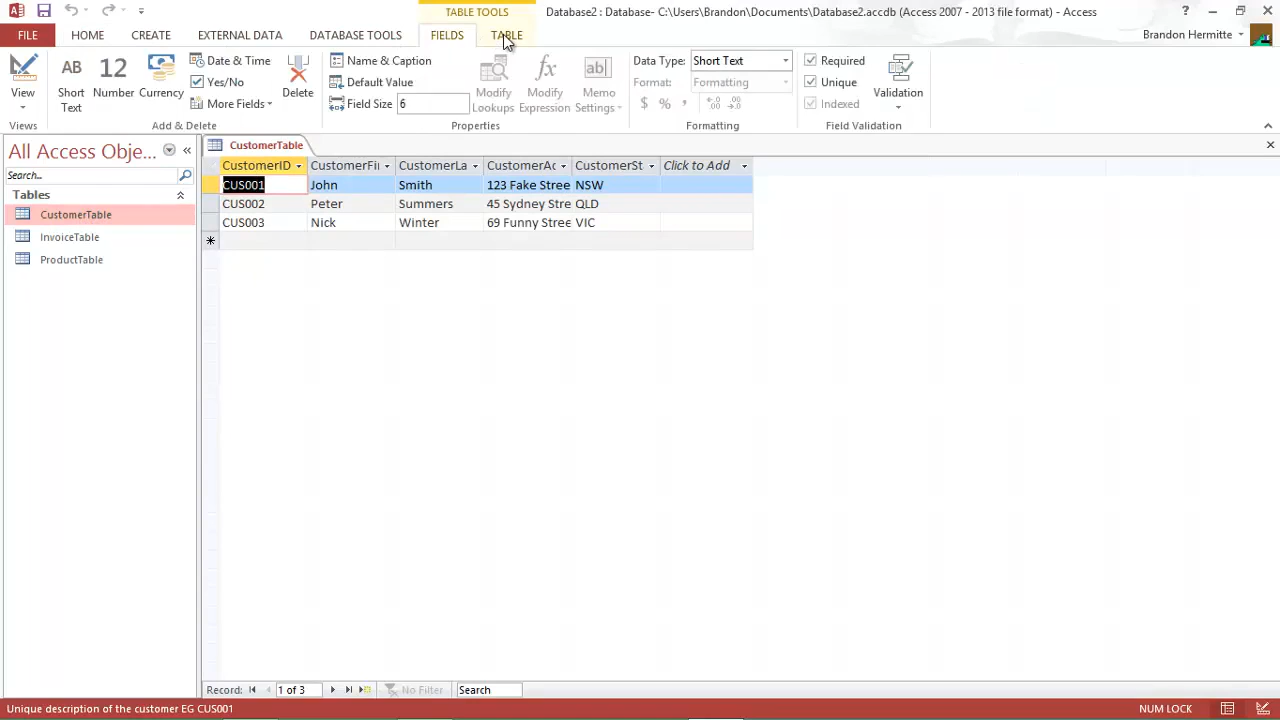 TABLE TOOLS
Database2 : Database- C:\Users\Brandon\Documents\Database2.accdb (Access 2007 - 2013 file format) - Access
?
FILE
HOME
CREATE
EXTERNAL DATA
DATABASE TOOLS
FIELDS
TABLE
Brandon Hermitte
View
Views
AB
Short
Text
12
Number
Currency
Date & Time
Yes/No
More Fields
Delete
Add & Delete
Name & Caption
Default Value
Field Size 6
Modify
Lookups
fx
Modify
Expression
ab|
Memo
Settings
Properties
Data Type: Short Text
Format: Formatting
$ % ,
Formatting
Required
Unique
Indexed
Validation
Field Validation
All Access Obje...
Search...
Tables
CustomerTable
InvoiceTable
ProductTable
CustomerTable
CustomerID CustomerFi CustomerLa CustomerAc CustomerSt Click to Add
CUS001 John Smith 123 Fake Stree NSW
CUS002 Peter Summers 45 Sydney Stre QLD
CUS003 Nick Winter 69 Funny Stree VIC
Record: 1 of 3 No Filter Search
Unique description of the customer EG CUS001
NUM LOCK